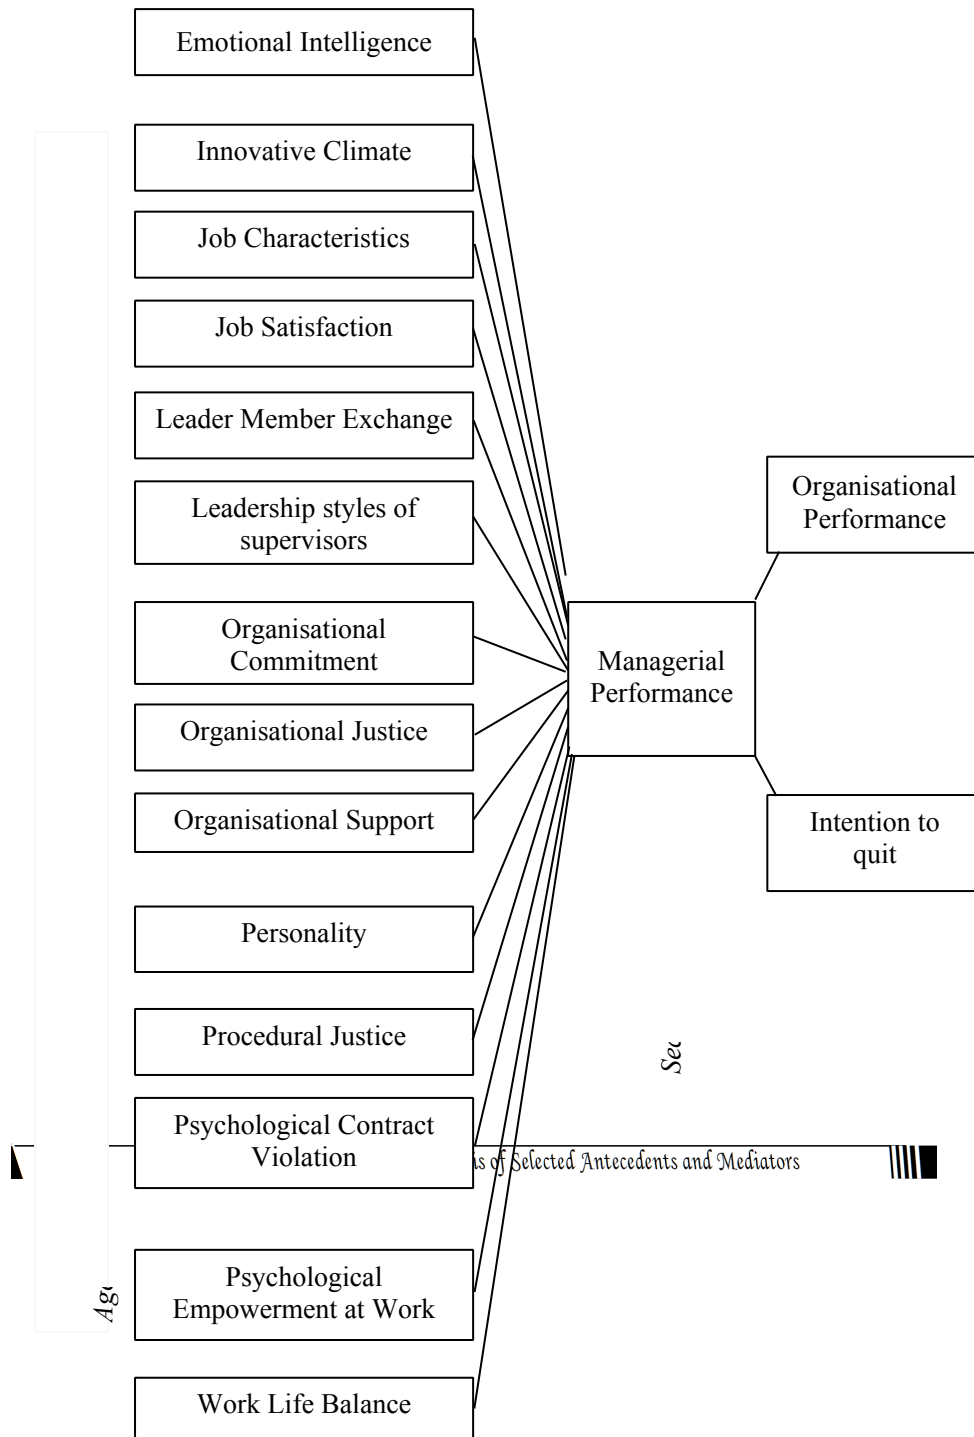 Emotional Intelligence
Innovative Climate
Job Characteristics
Job Satisfaction
Leader Member Exchange
Leadership styles of
supervisors
Organisational
Commitment
Organisational Justice
Organisational Support
Personality
Procedural Justice
Psychological Contract
Violation
Psychological
Empowerment at Work
Work Life Balance
Managerial
Performance
Organisational
Performance
Intention to
quit
of Selected Antecedents and Mediators